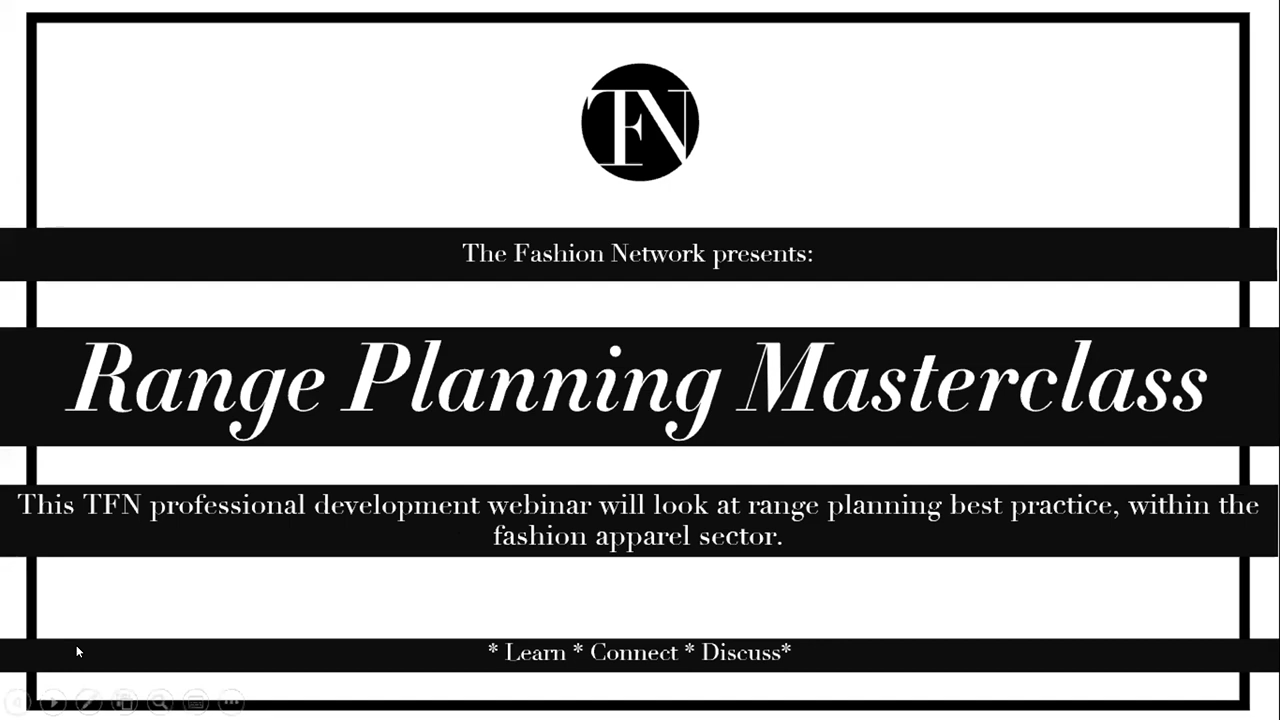 TFN
The Fashion Network presents:
Range Planning Masterclass
This TFN professional development webinar will look at range planning best practice, within the
fashion apparel sector.
* Learn * Connect * Discuss*